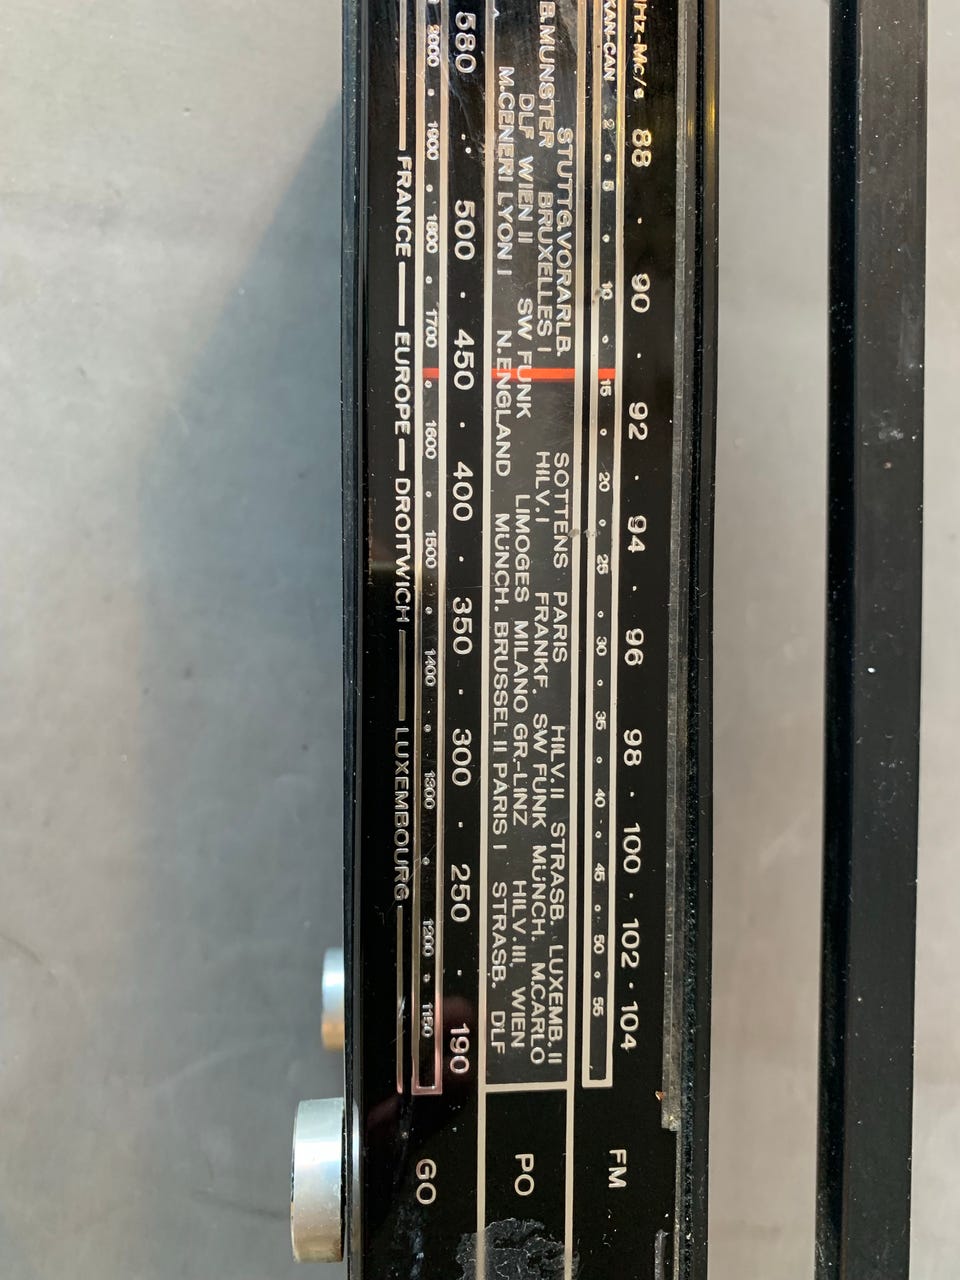 MHz-Mc/s 88 · 90 · 92 · 94 · 96 · 98 · 100 · 102 · 104 FM
KAN-CAN 2 5 10 15 20 25 30 35 40 45 50 55
STUTTG.VORARLB. SOTTENS PARIS HILV.II STRASB. LUXEMB.II
B.MUNSTER BRUXELLES I HILV.I FRANKF. SW FUNK MÜNCH. M.CARLO
DLF WIEN II SW FUNK LIMOGES MILANO GR.-LINZ HILV.III. WIEN PO
M.CENERI LYON I N.ENGLAND MÜNCH. BRUSSEL II PARIS I STRASB. DLF
580 · · 500 · 450 · 400 · 350 · 300 · 250 · 190
2000 1900 1800 1700 1600 1500 1400 1300 1200 1150 GO
FRANCE — EUROPE — DROITWICH — LUXEMBOURG